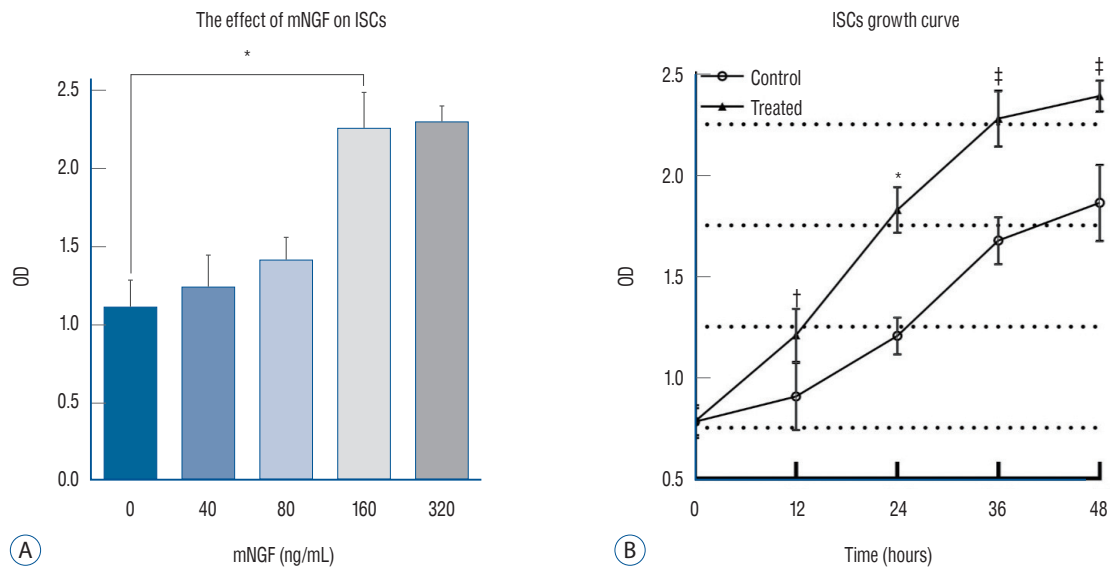 The effect of mNGF on ISCs
*
2.5
2.0
1.5
1.0
0.5
0.0
OD
0 40 80 160 320
mNGF (ng/mL)
A
ISCs growth curve
Control
Treated
2.5
2.0
1.5
1.0
0.5
OD
† * ‡ ‡
0 12 24 36 48
Time (hours)
B